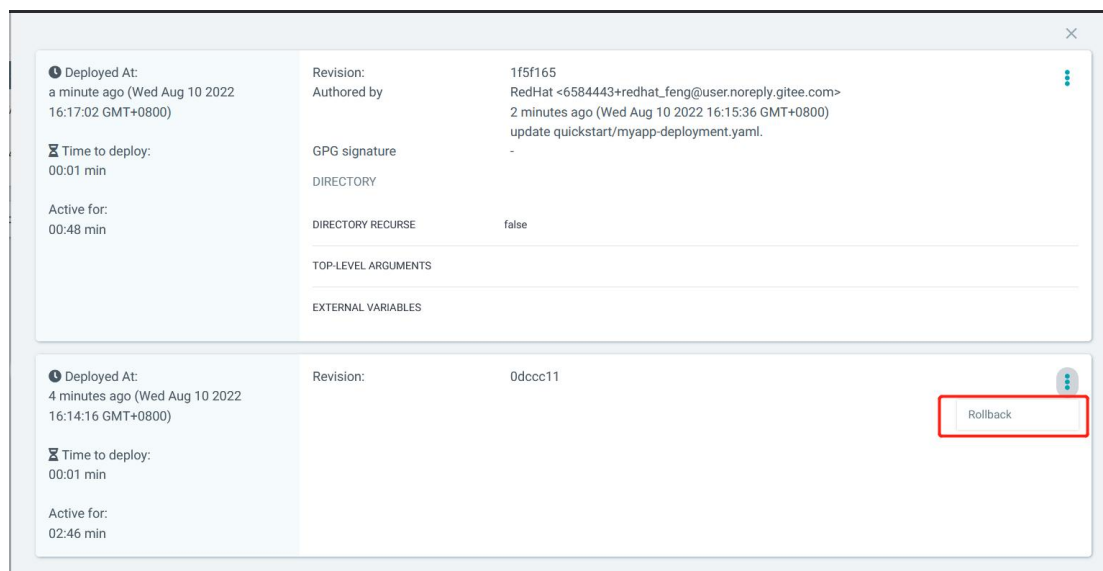 Deployed At:
a minute ago (Wed Aug 10 2022
16:17:02 GMT+0800)
Time to deploy:
00:01 min
Active for:
00:48 min
Revision: 1f5f165
Authored by RedHat <6584443+redhat_feng@user.noreply.gitee.com>
2 minutes ago (Wed Aug 10 2022 16:15:36 GMT+0800)
update quickstart/myapp-deployment.yaml.
GPG signature -
DIRECTORY
DIRECTORY RECURSE false
TOP-LEVEL ARGUMENTS
EXTERNAL VARIABLES
Deployed At:
4 minutes ago (Wed Aug 10 2022
16:14:16 GMT+0800)
Time to deploy:
00:01 min
Active for:
02:46 min
Revision: 0dccc11
Rollback